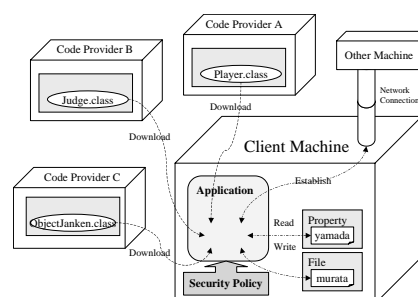 Code Provider A
Code Provider B
Other Machine
Player.class
Judge.class
Download
Network
Connection
Download
Client Machine
Code Provider C
Establish
Application
ObjectJanken.class
Read
Property
yamada
Write
Download
File
murata
Security Policy